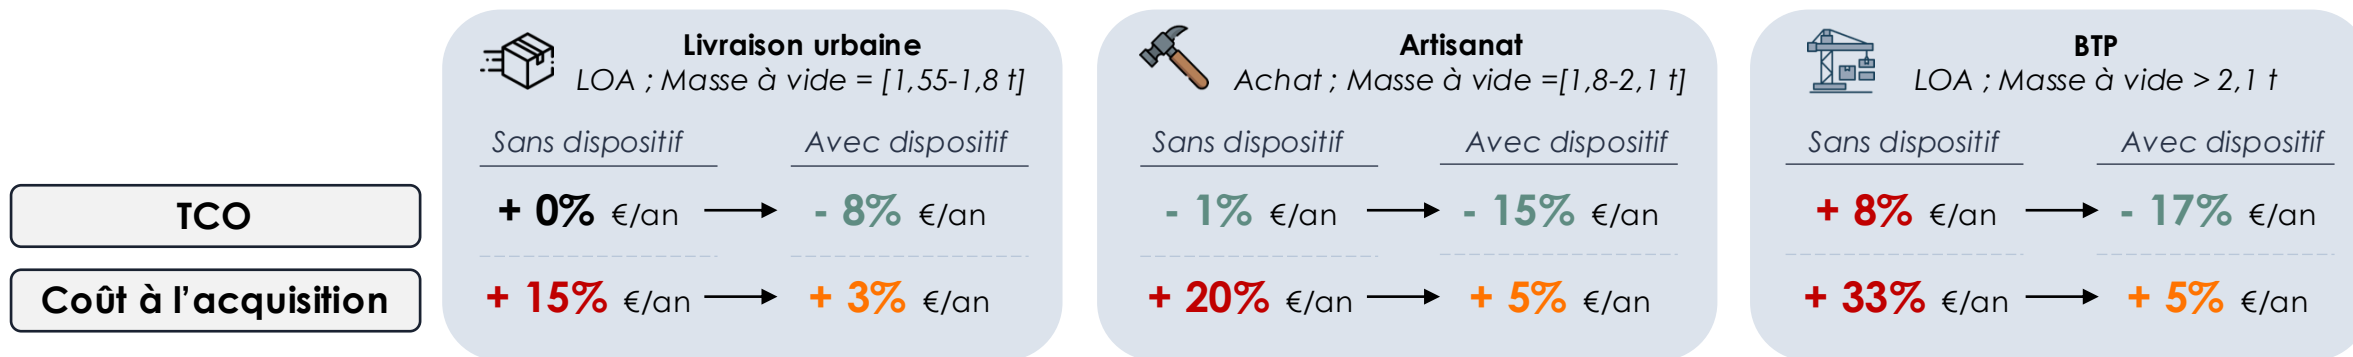 Livraison urbaine
LOA ; Masse à vide = [1,55-1,8 t]
Sans dispositif
Avec dispositif
Artisanat
Achat ; Masse à vide =[1,8-2,1 t]
Sans dispositif
Avec dispositif
BTP
LOA ; Masse à vide > 2,1 t
Sans dispositif
Avec dispositif
TCO
+ 0% €/an
- 8% €/an
- 1% €/an
- 15% €/an
+ 8% €/an
- 17% €/an
Coût à l’acquisition
+ 15% €/an
+ 3% €/an
+ 20% €/an
+ 5% €/an
+ 33% €/an
+ 5% €/an